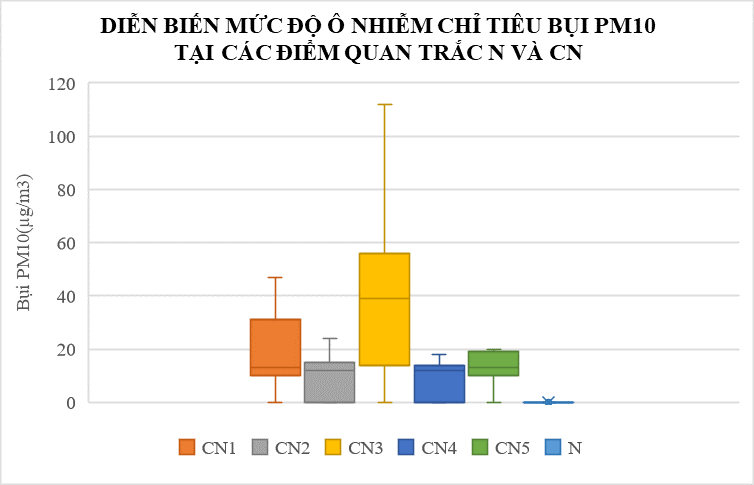 DIỄN BIẾN MỨC ĐỘ Ô NHIỄM CHỈ TIÊU BỤI PM10
TẠI CÁC ĐIỂM QUAN TRẮC N VÀ CN
120
100
80
60
40
20
0
Bụi PM10(µg/m3)
CN1 CN2 CN3 CN4 CN5 N